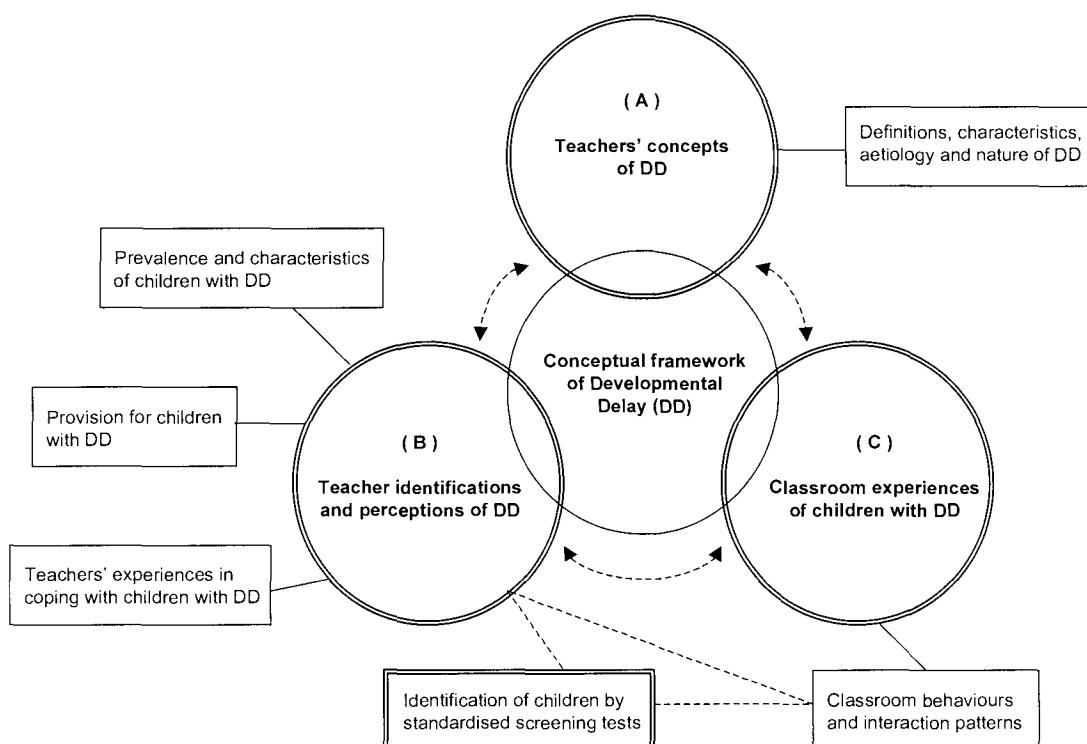 ( A )
Teachers' concepts
of DD
Definitions, characteristics,
aetiology and nature of DD
Prevalence and characteristics
of children with DD
Conceptual framework
of Developmental
Delay (DD)
Provision for children
with DD
( B )
Teacher identifications
and perceptions of DD
( C )
Classroom experiences
of children with DD
Teachers' experiences in
coping with children with DD
Identification of children by
standardised screening tests
Classroom behaviours
and interaction patterns